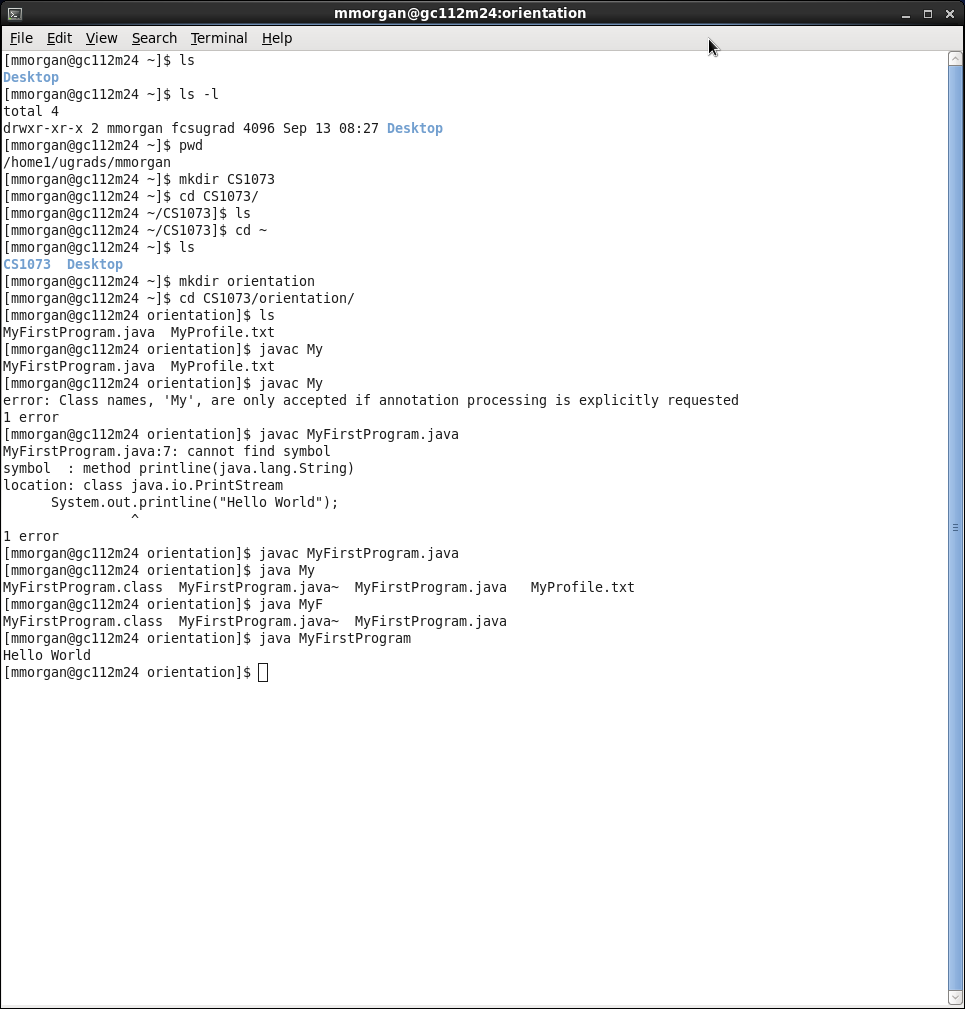 mmorgan@gc112m24:orientation
File Edit View Search Terminal Help
[mmorgan@gc112m24 ~]$ ls
Desktop
[mmorgan@gc112m24 ~]$ ls -l
total 4
drwxr-xr-x 2 mmorgan fcsugrad 4096 Sep 13 08:27 Desktop
[mmorgan@gc112m24 ~]$ pwd
/home1/ugrads/mmorgan
[mmorgan@gc112m24 ~]$ mkdir CS1073
[mmorgan@gc112m24 ~]$ cd CS1073/
[mmorgan@gc112m24 ~/CS1073]$ ls
[mmorgan@gc112m24 ~/CS1073]$ cd ~
[mmorgan@gc112m24 ~]$ ls
CS1073  Desktop
[mmorgan@gc112m24 ~]$ mkdir orientation
[mmorgan@gc112m24 ~]$ cd CS1073/orientation/
[mmorgan@gc112m24 orientation]$ ls
MyFirstProgram.java  MyProfile.txt
[mmorgan@gc112m24 orientation]$ javac My
MyFirstProgram.java  MyProfile.txt
[mmorgan@gc112m24 orientation]$ javac My
error: Class names, 'My', are only accepted if annotation processing is explicitly requested
1 error
[mmorgan@gc112m24 orientation]$ javac MyFirstProgram.java
MyFirstProgram.java:7: cannot find symbol
symbol  : method printline(java.lang.String)
location: class java.io.PrintStream
      System.out.printline("Hello World");
                ^
1 error
[mmorgan@gc112m24 orientation]$ javac MyFirstProgram.java
[mmorgan@gc112m24 orientation]$ java My
MyFirstProgram.class  MyFirstProgram.java~  MyFirstProgram.java   MyProfile.txt
[mmorgan@gc112m24 orientation]$ java MyF
MyFirstProgram.class  MyFirstProgram.java~  MyFirstProgram.java
[mmorgan@gc112m24 orientation]$ java MyFirstProgram
Hello World
[mmorgan@gc112m24 orientation]$